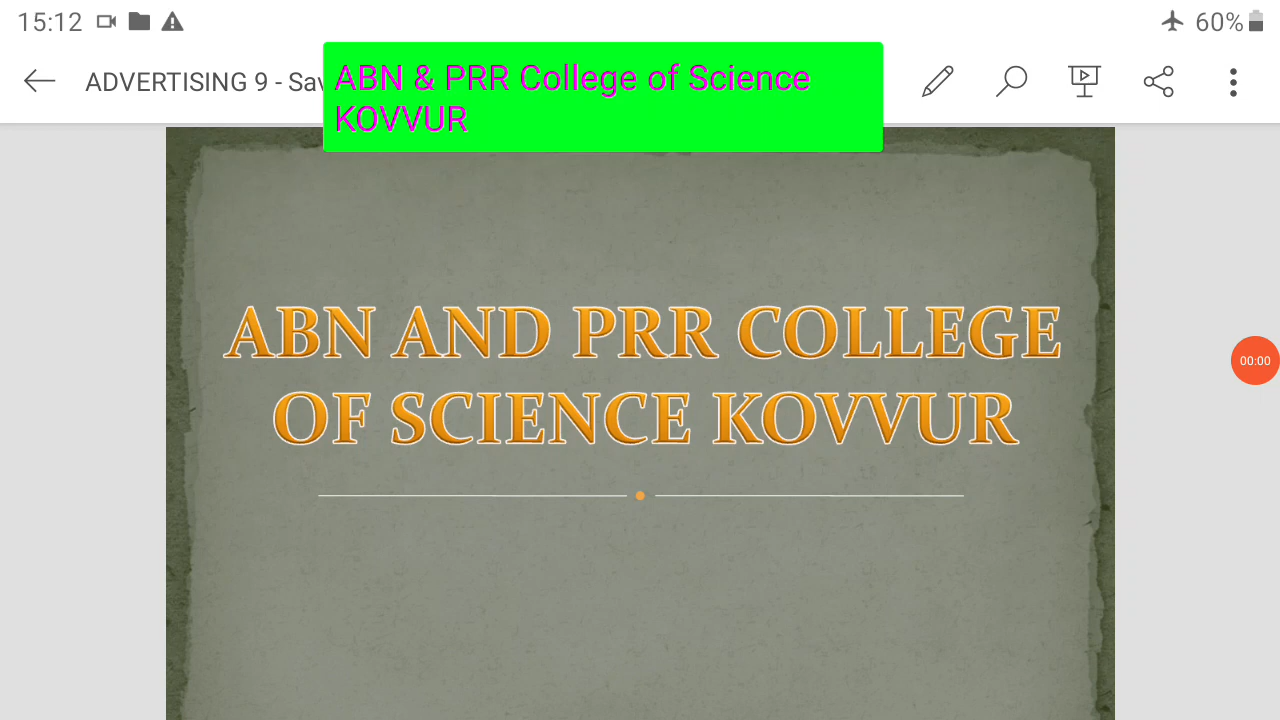 15:12
60%
ADVERTISING 9 - Sav
ABN & PRR College of Science
KOVVUR
ABN AND PRR COLLEGE
OF SCIENCE KOVVUR
00:00